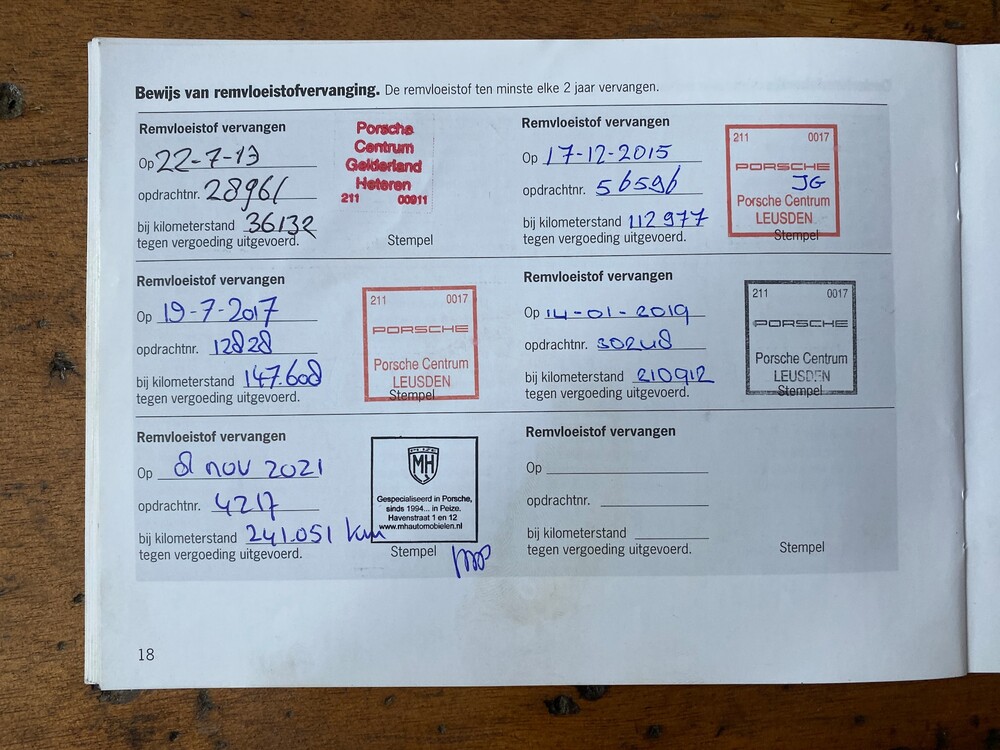 Bewijs van remvloeistofvervanging. De remvloeistof ten minste elke 2 jaar vervangen.
Remvloeistof vervangen
Op 22-7-13
opdrachtnr. 28961
bij kilometerstand 36132
tegen vergoeding uitgevoerd.
Porsche
Centrum
Gelderland
Heteren
211 00911
Stempel
Remvloeistof vervangen
Op 17-12-2015
opdrachtnr. 56596
bij kilometerstand 112977
tegen vergoeding uitgevoerd.
211 0017
PORSCHE
JG
Porsche Centrum
LEUSDEN
Stempel
Remvloeistof vervangen
Op 19-7-2017
opdrachtnr. 12828
bij kilometerstand 147.608
tegen vergoeding uitgevoerd.
211 0017
PORSCHE
Porsche Centrum
LEUSDEN
Stempel
Remvloeistof vervangen
Op 14-01-2019
opdrachtnr. 30248
bij kilometerstand 210912
tegen vergoeding uitgevoerd.
211 0017
PORSCHE
Porsche Centrum
LEUSDEN
Stempel
Remvloeistof vervangen
Op 8 nov 2021
opdrachtnr. 4217
bij kilometerstand 241.051 km
tegen vergoeding uitgevoerd.
PEIZE
MH
Gespecialiseerd in Porsche,
sinds 1994... in Peize.
Havenstraat 1 en 12
www.mhautomobielen.nl
Stempel
Remvloeistof vervangen
Op
opdrachtnr.
bij kilometerstand
tegen vergoeding uitgevoerd.
Stempel
18